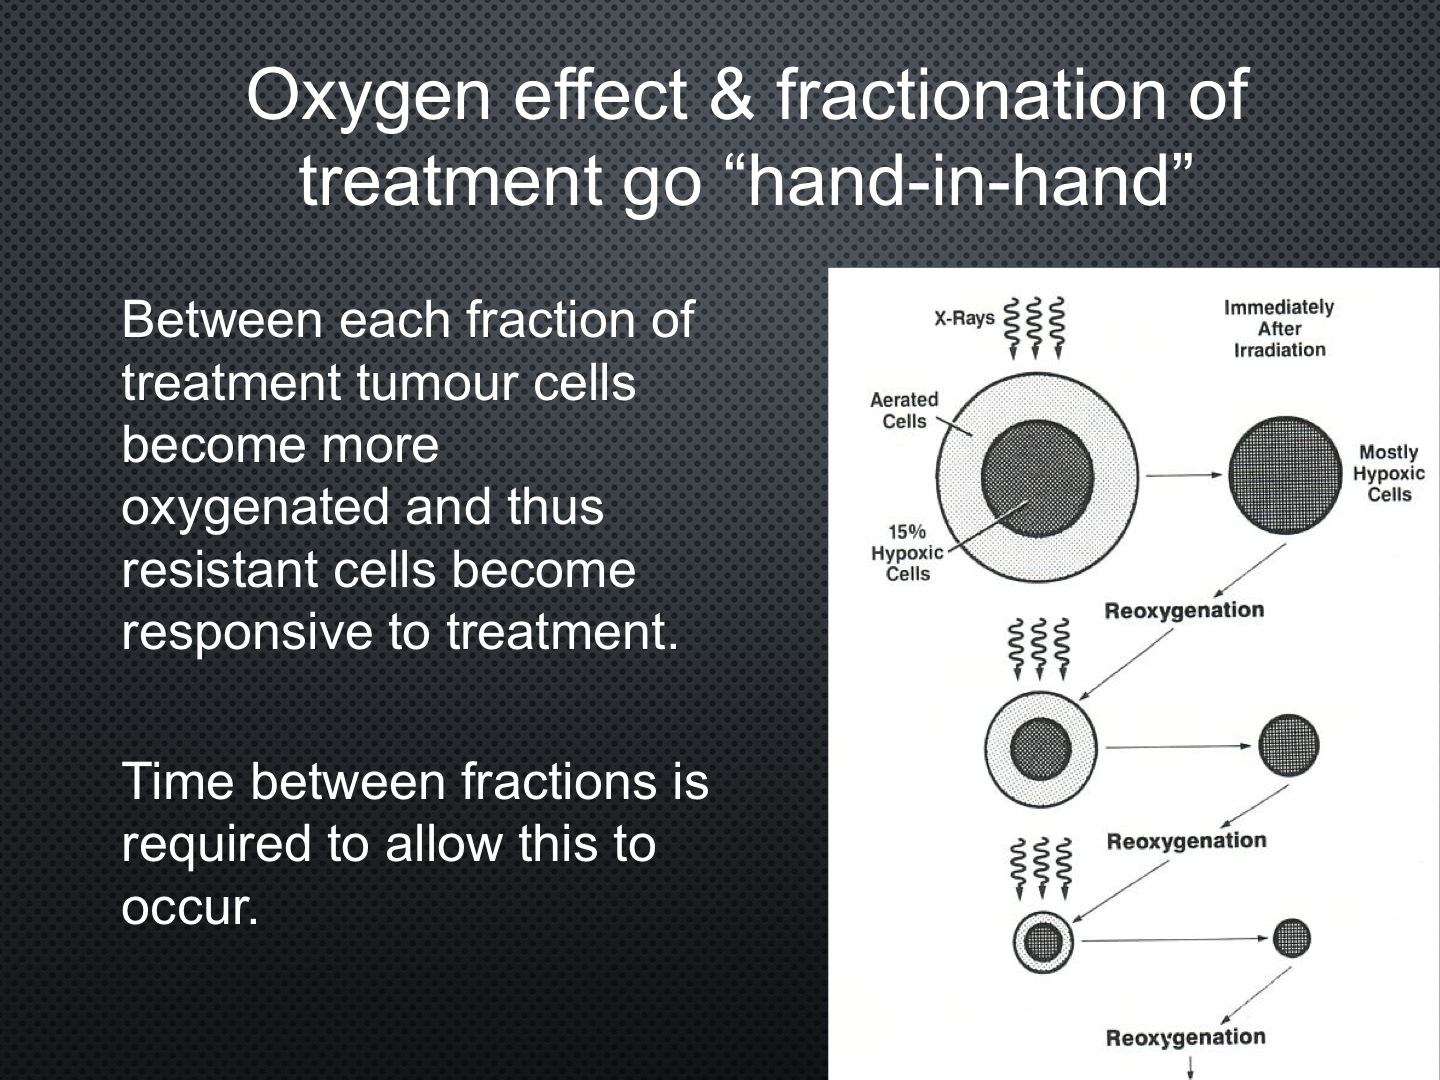 Oxygen effect & fractionation of
treatment go “hand-in-hand”
Between each fraction of
treatment tumour cells
become more
oxygenated and thus
resistant cells become
responsive to treatment.
Time between fractions is
required to allow this to
occur.
X-Rays
Immediately
After
Irradiation
Aerated
Cells
Mostly
Hypoxic
Cells
15%
Hypoxic
Cells
Reoxygenation
Reoxygenation
Reoxygenation